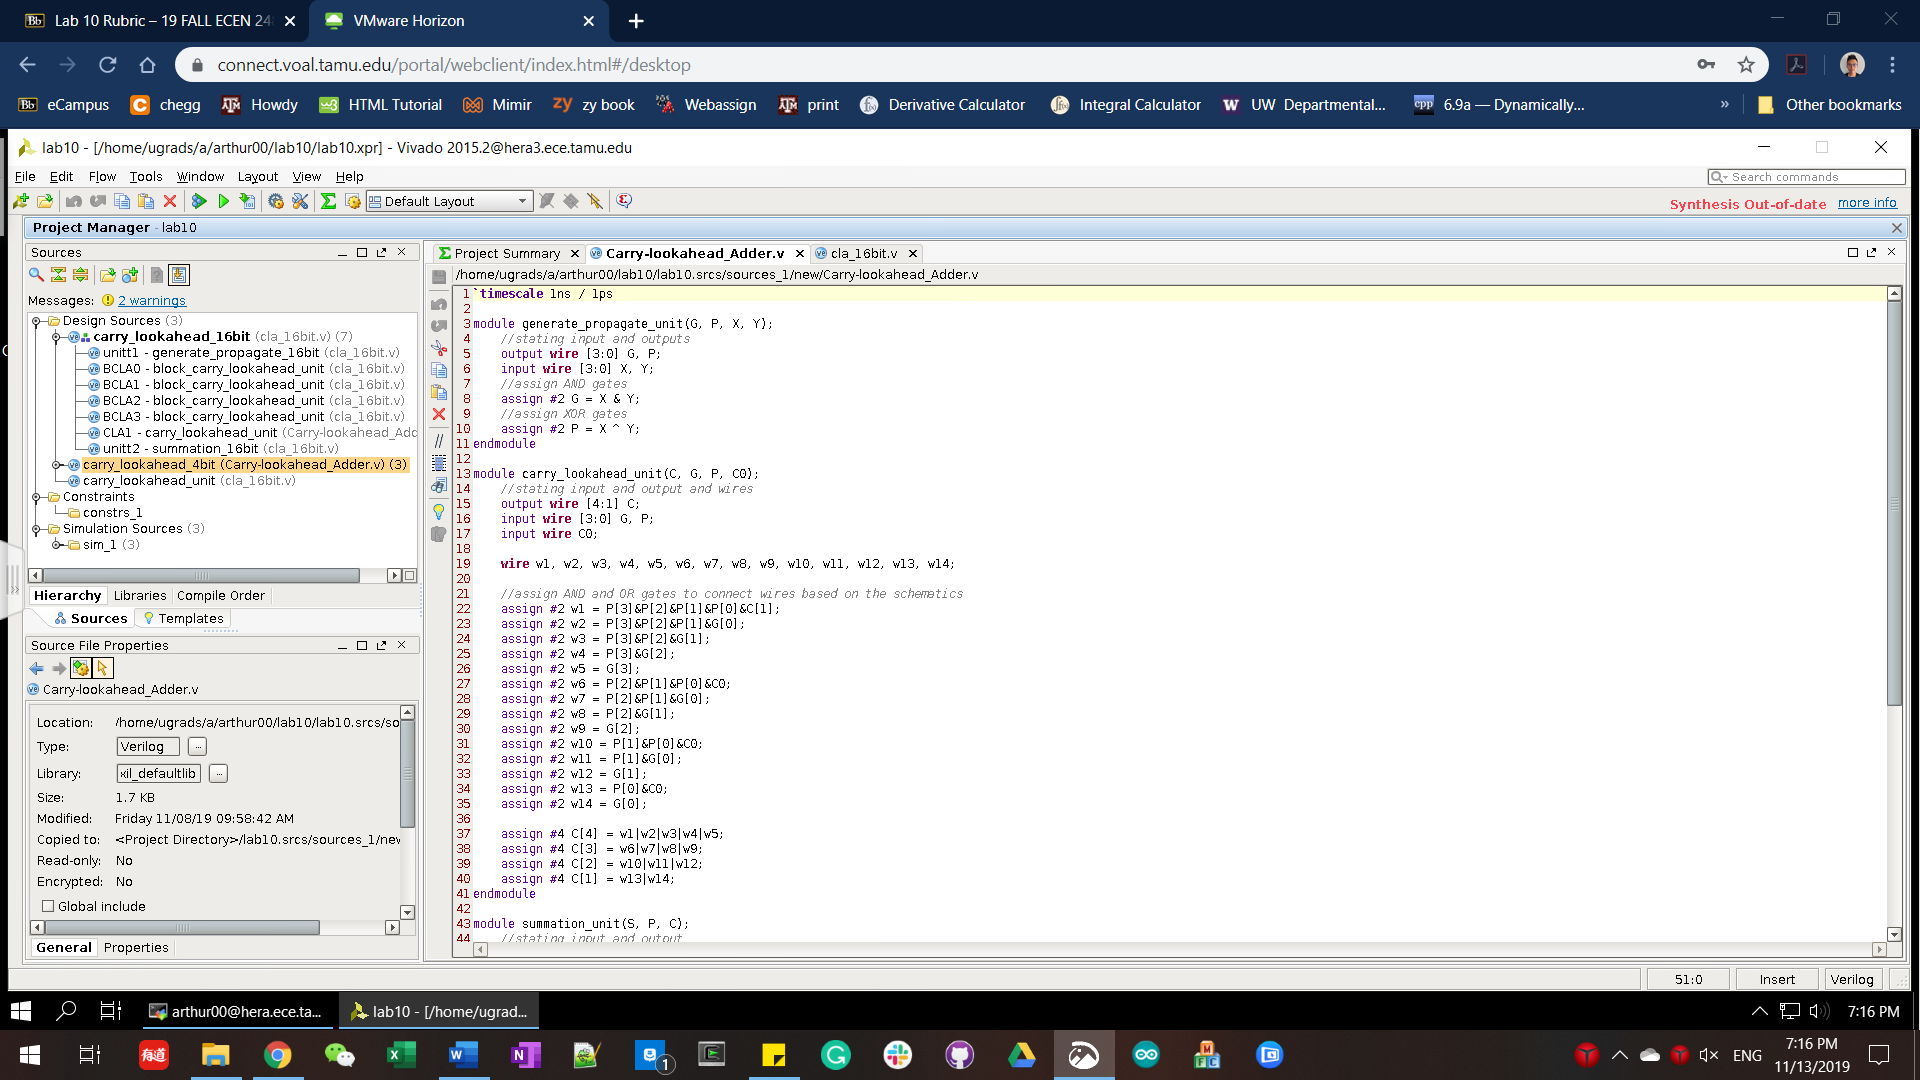 Lab 10 Rubric – 19 FALL ECEN 24
VMware Horizon
connect.voal.tamu.edu/portal/webclient/index.html#/desktop
eCampus chegg Howdy HTML Tutorial Mimir zy book Webassign print Derivative Calculator Integral Calculator UW Departmental... 6.9a — Dynamically,... » Other bookmarks
lab10 - [/home/ugrads/a/arthur00/lab10/lab10.xpr] - Vivado 2015.2@hera3.ece.tamu.edu
File Edit Flow Tools Window Layout View Help
Search commands
Default Layout
Synthesis Out-of-date more info
Project Manager - lab10
Sources
Messages: 2 warnings
Design Sources (3)
carry_lookahead_16bit (cla_16bit.v) (7)
unitt1 - generate_propagate_16bit (cla_16bit.v)
BCLA0 - block_carry_lookahead_unit (cla_16bit.v)
BCLA1 - block_carry_lookahead_unit (cla_16bit.v)
BCLA2 - block_carry_lookahead_unit (cla_16bit.v)
BCLA3 - block_carry_lookahead_unit (cla_16bit.v)
CLA1 - carry_lookahead_unit (Carry-lookahead_Adc
unitt2 - summation_16bit (cla_16bit.v)
carry_lookahead_4bit (Carry-lookahead_Adder.v) (3)
carry_lookahead_unit (cla_16bit.v)
Constraints
constrs_1
Simulation Sources (3)
sim_1 (3)
Hierarchy Libraries Compile Order
Sources Templates
Source File Properties
Carry-lookahead_Adder.v
Location: /home/ugrads/a/arthur00/lab10/lab10.srcs/so
Type: Verilog
Library: xil_defaultlib
Size: 1.7 KB
Modified: Friday 11/08/19 09:58:42 AM
Copied to: <Project Directory>/lab10.srcs/sources_1/nev
Read-only: No
Encrypted: No
Global include
General Properties
Project Summary Carry-lookahead_Adder.v cla_16bit.v
/home/ugrads/a/arthur00/lab10/lab10.srcs/sources_1/new/Carry-lookahead_Adder.v
1 `timescale 1ns / 1ps
2
3 module generate_propagate_unit(G, P, X, Y);
4 //stating input and outputs
5 output wire [3:0] G, P;
6 input wire [3:0] X, Y;
7 //assign AND gates
8 assign #2 G = X & Y;
9 //assign XOR gates
10 assign #2 P = X ^ Y;
11 endmodule
12
13 module carry_lookahead_unit(C, G, P, C0);
14 //stating input and output and wires
15 output wire [4:1] C;
16 input wire [3:0] G, P;
17 input wire C0;
18
19 wire w1, w2, w3, w4, w5, w6, w7, w8, w9, w10, w11, w12, w13, w14;
20
21 //assign AND and OR gates to connect wires based on the schematics
22 assign #2 w1 = P[3]&P[2]&P[1]&P[0]&C[1];
23 assign #2 w2 = P[3]&P[2]&P[1]&G[0];
24 assign #2 w3 = P[3]&P[2]&G[1];
25 assign #2 w4 = P[3]&G[2];
26 assign #2 w5 = G[3];
27 assign #2 w6 = P[2]&P[1]&P[0]&C0;
28 assign #2 w7 = P[2]&P[1]&G[0];
29 assign #2 w8 = P[2]&G[1];
30 assign #2 w9 = G[2];
31 assign #2 w10 = P[1]&P[0]&C0;
32 assign #2 w11 = P[1]&G[0];
33 assign #2 w12 = G[1];
34 assign #2 w13 = P[0]&C0;
35 assign #2 w14 = G[0];
36
37 assign #4 C[4] = w1|w2|w3|w4|w5;
38 assign #4 C[3] = w6|w7|w8|w9;
39 assign #4 C[2] = w10|w11|w12;
40 assign #4 C[1] = w13|w14;
41 endmodule
42
43 module summation_unit(S, P, C);
44 //stating input and output
51:0 Insert Verilog
arthur00@hera.ece.ta... lab10 - [/home/ugrad... 7:16 PM
有道 1 ENG 7:16 PM
11/13/2019